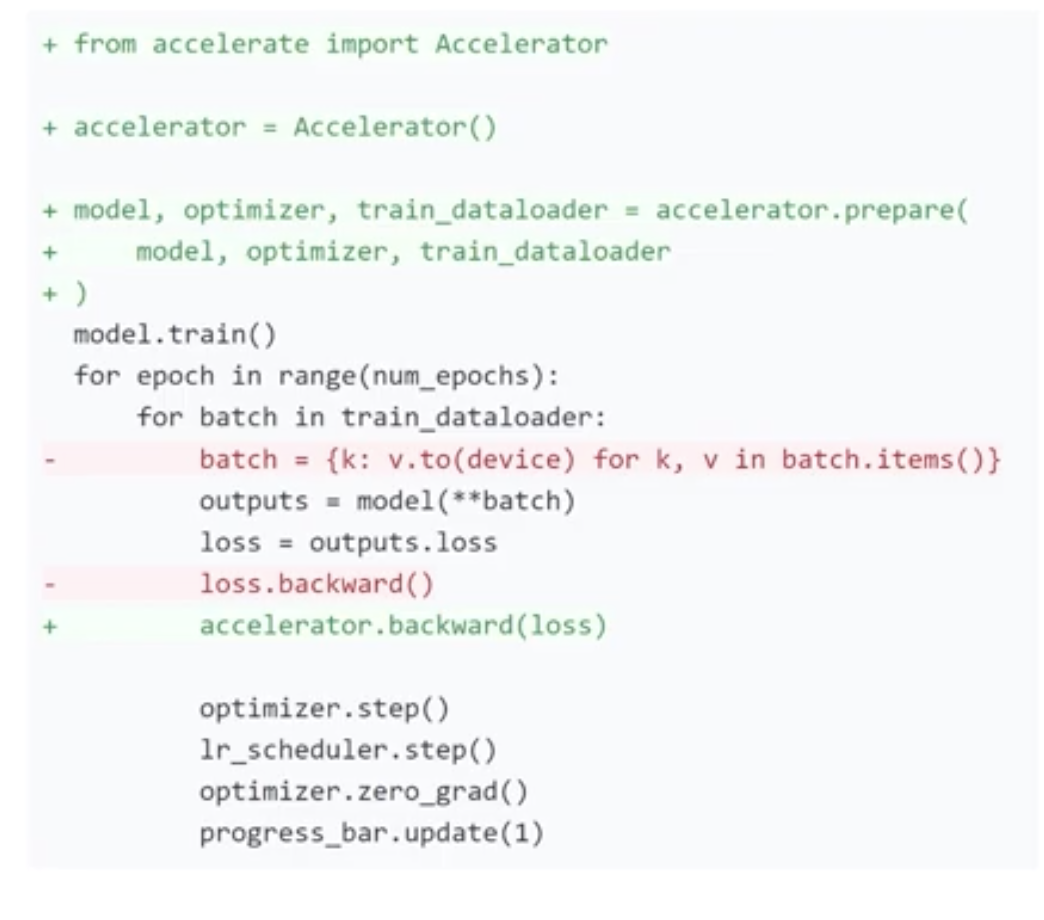 + from accelerate import Accelerator
+ accelerator = Accelerator()
+ model, optimizer, train_dataloader = accelerator.prepare(
+     model, optimizer, train_dataloader
+ )
  model.train()
  for epoch in range(num_epochs):
      for batch in train_dataloader:
-         batch = {k: v.to(device) for k, v in batch.items()}
          outputs = model(**batch)
          loss = outputs.loss
-         loss.backward()
+         accelerator.backward(loss)
          optimizer.step()
          lr_scheduler.step()
          optimizer.zero_grad()
          progress_bar.update(1)